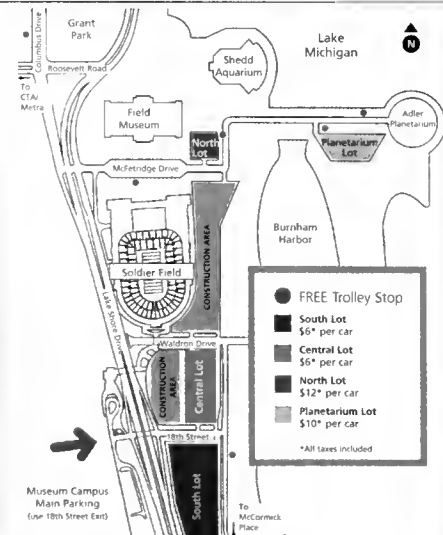 Grant
Park
Columbus Drive
Roosevelt Road
To
CTA/
Metra
Lake
Michigan
N
Shedd
Aquarium
Field
Museum
North
Lot
Adler
Planetarium
Planetarium
Lot
McFetridge Drive
Burnham
Harbor
Soldier Field
CONSTRUCTION AREA
Lake Shore Drive
Waldron Drive
CONSTRUCTION
AREA
Central Lot
18th Street
South Lot
Museum Campus
Main Parking
(use 18th Street Exit)
To
McCormick
Place
FREE Trolley Stop
South Lot
$6* per car
Central Lot
$6* per car
North Lot
$12* per car
Planetarium Lot
$10* per car
*All taxes included